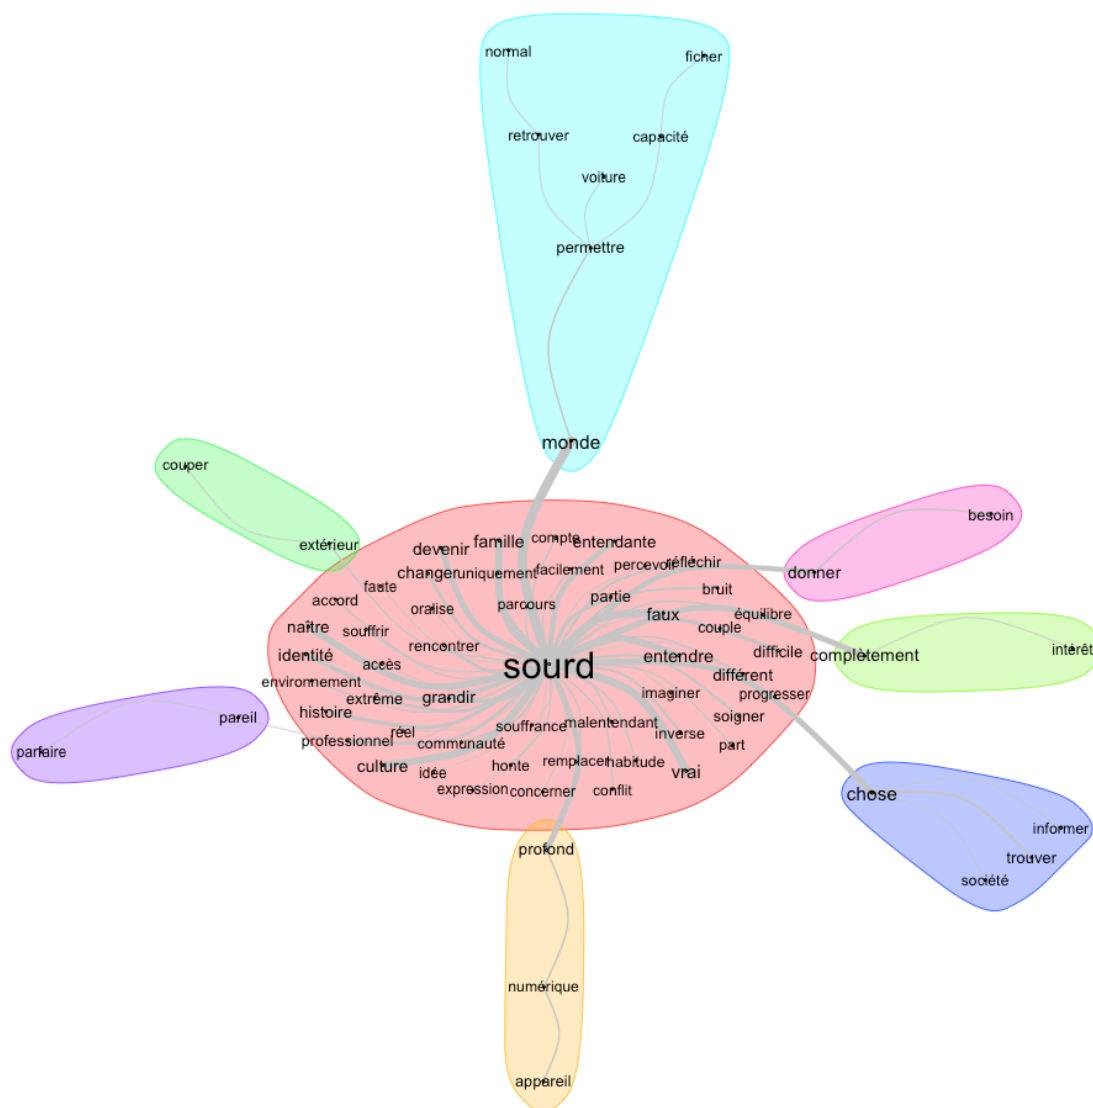 normal
ficher
retrouver
capacité
voiture
permettre
monde
couper
extérieur
besoin
donner
complètement
intérêt
devenir
famille
compte
entendante
changer
uniquement
facilement
percevoir
réfléchir
faste
bruit
accord
oralise
parcours
partie
faux
équilibre
naître
souffrir
couple
rencontrer
identité
accès
sourd
entendre
difficile
environnement
extrême
grandir
différent
imaginer
progresser
histoire
pareil
réel
souffrance
malentendant
soigner
professionnel
communauté
inverse
part
parfaire
culture
idée
honte
remplacer
habitude
vrai
expression
concerner
conflit
chose
informer
trouver
société
profond
numérique
appareil